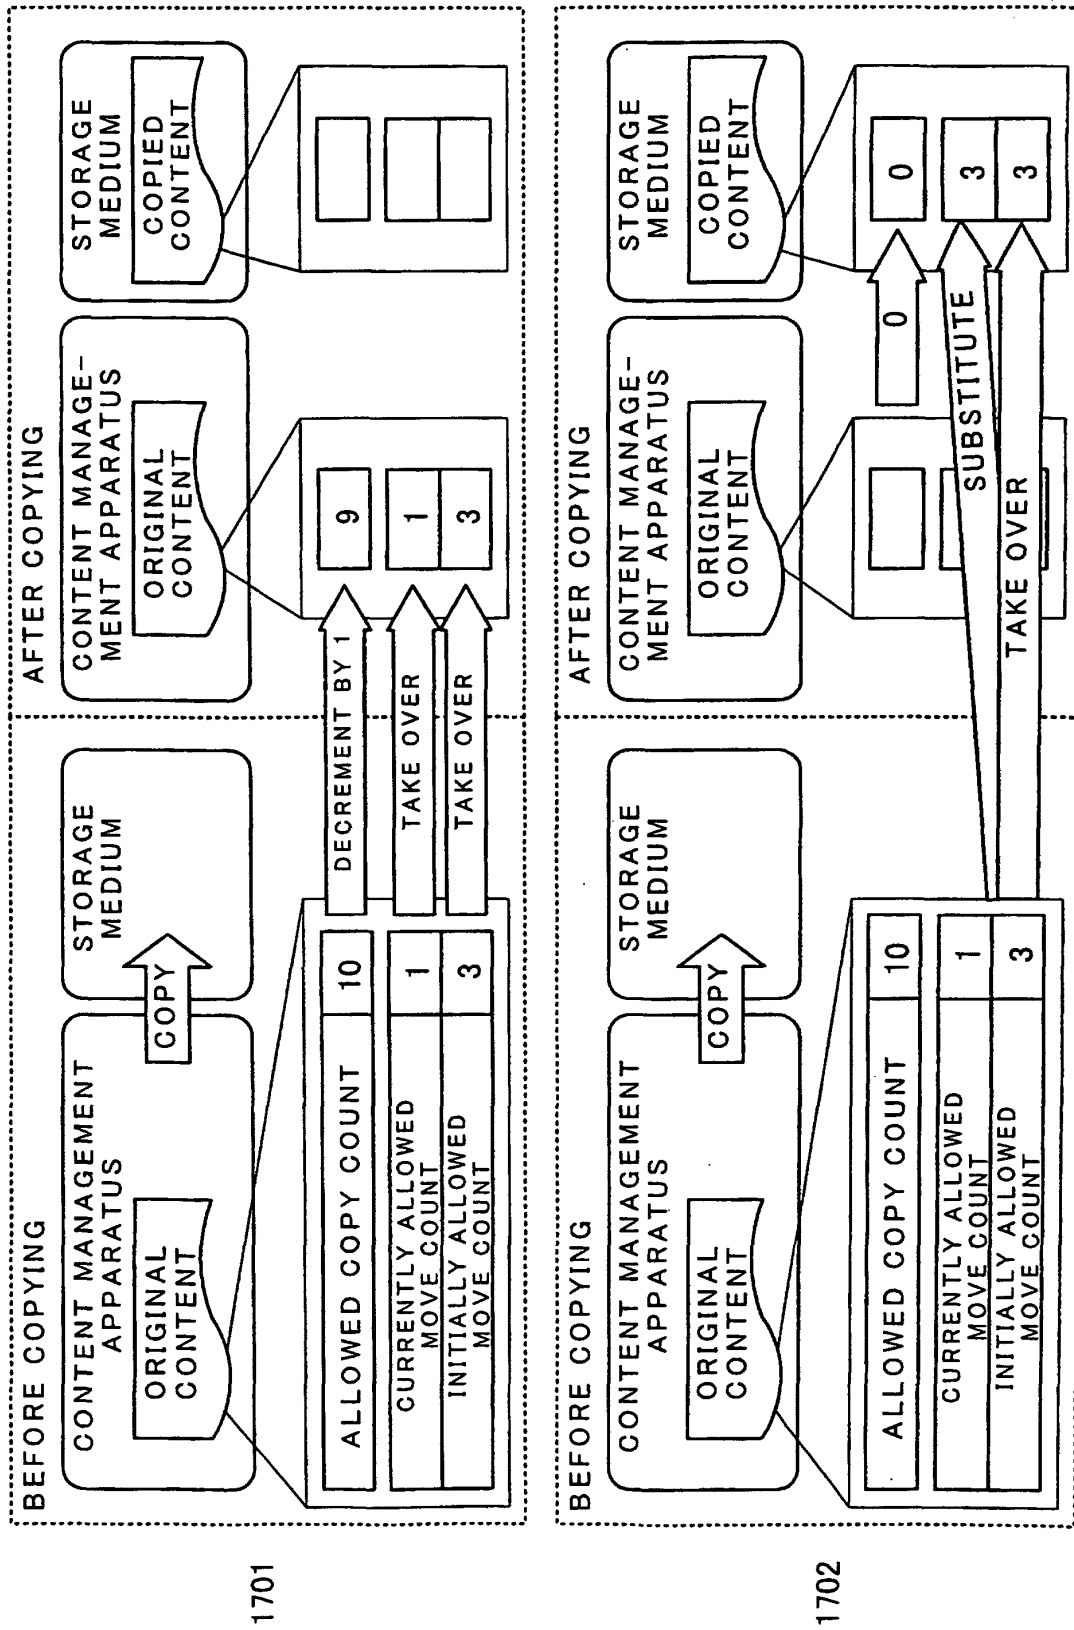 1701
BEFORE COPYING
CONTENT MANAGEMENT
APPARATUS
ORIGINAL
CONTENT
COPY
STORAGE
MEDIUM
ALLOWED COPY COUNT
10
CURRENTLY ALLOWED
MOVE COUNT
1
INITIALLY ALLOWED
MOVE COUNT
3
DECREMENT BY 1
TAKE OVER
TAKE OVER
AFTER COPYING
CONTENT MANAGE-
MENT APPARATUS
ORIGINAL
CONTENT
9
1
3
STORAGE
MEDIUM
COPIED
CONTENT
1702
BEFORE COPYING
CONTENT MANAGEMENT
APPARATUS
ORIGINAL
CONTENT
COPY
STORAGE
MEDIUM
ALLOWED COPY COUNT
10
CURRENTLY ALLOWED
MOVE COUNT
1
INITIALLY ALLOWED
MOVE COUNT
3
AFTER COPYING
CONTENT MANAGE-
MENT APPARATUS
ORIGINAL
CONTENT
0
SUBSTITUTE
TAKE OVER
STORAGE
MEDIUM
COPIED
CONTENT
0
3
3